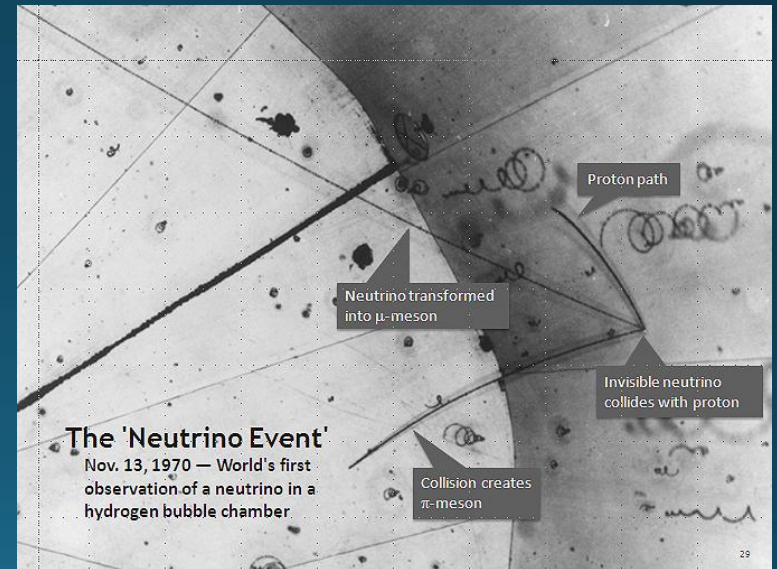 Proton path
Neutrino transformed
into μ-meson
Invisible neutrino
collides with proton
The 'Neutrino Event'
Nov. 13, 1970 — World's first
observation of a neutrino in a
hydrogen bubble chamber
Collision creates
π-meson
29